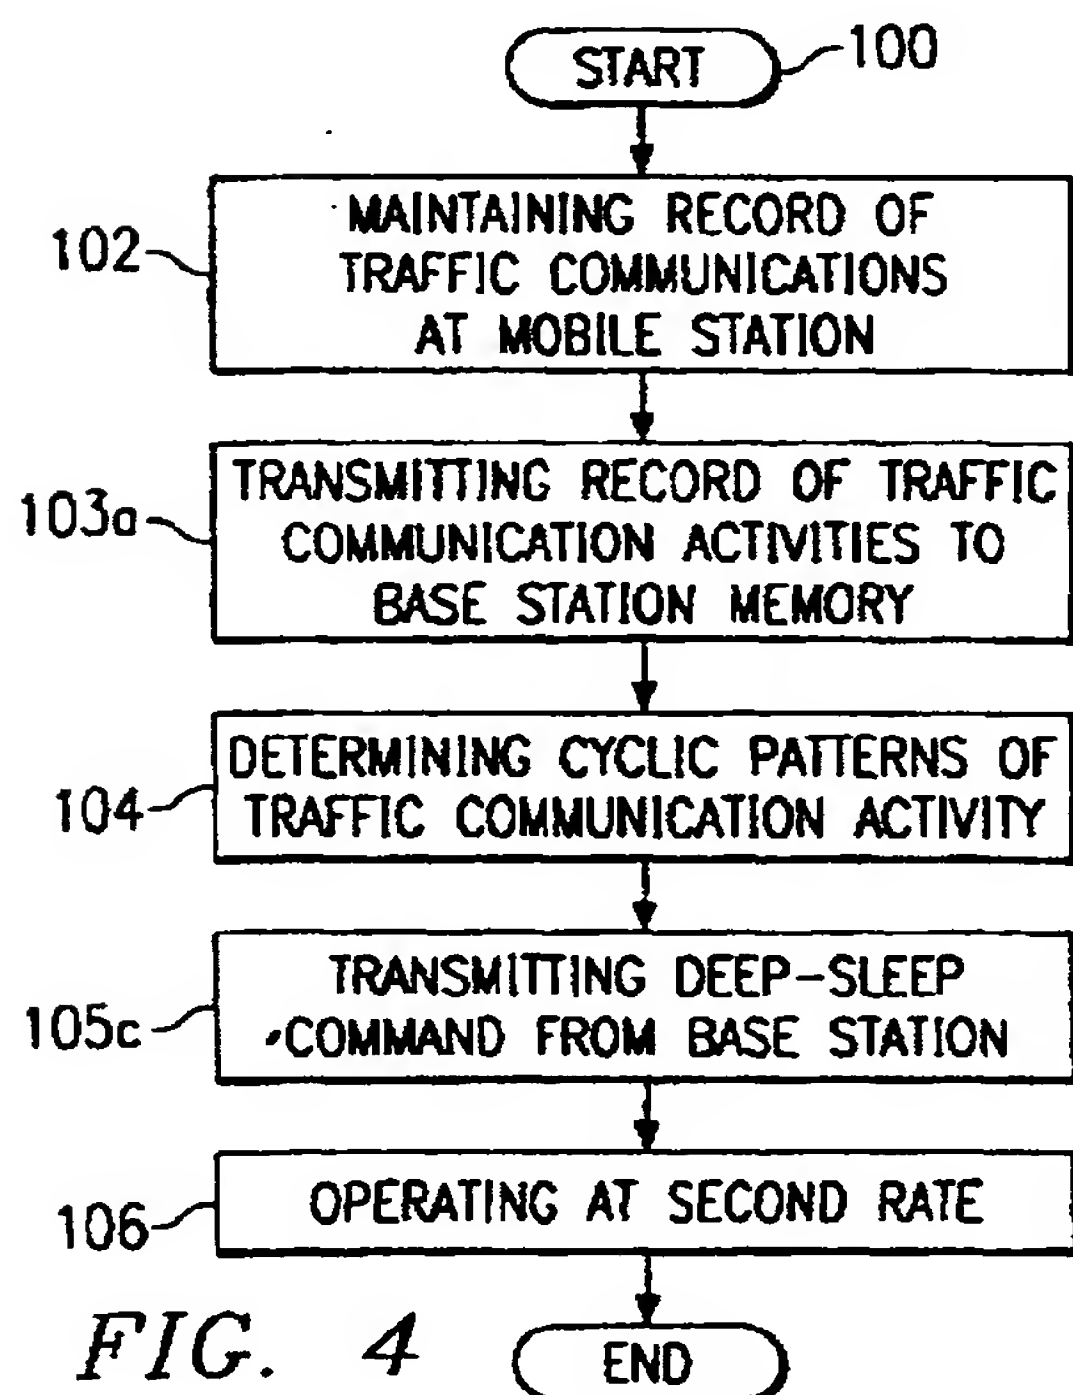 START
100
102
MAINTAINING RECORD OF
TRAFFIC COMMUNICATIONS
AT MOBILE STATION
103a
TRANSMITTING RECORD OF TRAFFIC
COMMUNICATION ACTIVITIES TO
BASE STATION MEMORY
104
DETERMINING CYCLIC PATTERNS OF
TRAFFIC COMMUNICATION ACTIVITY
105c
TRANSMITTING DEEP-SLEEP
COMMAND FROM BASE STATION
106
OPERATING AT SECOND RATE
END
FIG. 4